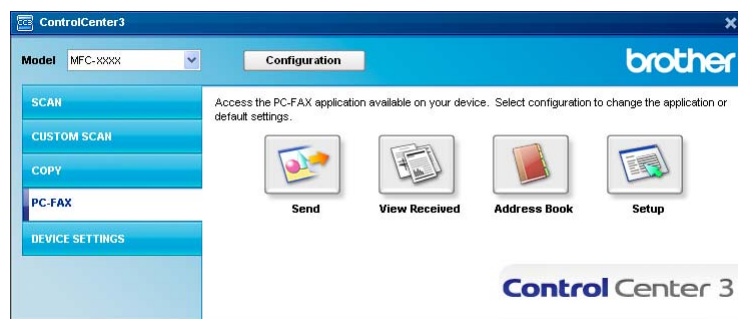 ControlCenter3
Model MFC-XXXX Configuration brother
SCAN
CUSTOM SCAN
COPY
PC-FAX
DEVICE SETTINGS
Access the PC-FAX application available on your device. Select configuration to change the application or
default settings.
Send View Received Address Book Setup
Control Center 3